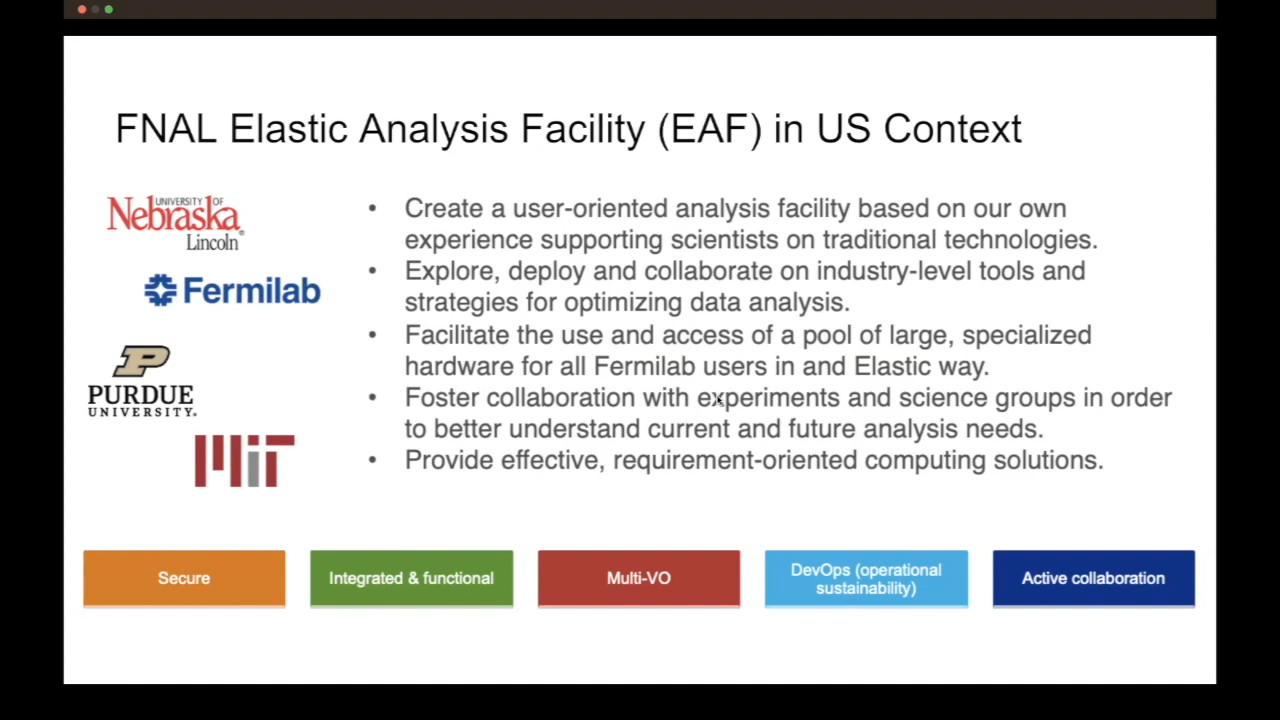 FNAL Elastic Analysis Facility (EAF) in US Context
UNIVERSITY OF
Nebraska
Lincoln®
Fermilab
P
PURDUE
UNIVERSITY.
MIT
• Create a user-oriented analysis facility based on our own
experience supporting scientists on traditional technologies.
• Explore, deploy and collaborate on industry-level tools and
strategies for optimizing data analysis.
• Facilitate the use and access of a pool of large, specialized
hardware for all Fermilab users in and Elastic way.
• Foster collaboration with experiments and science groups in order
to better understand current and future analysis needs.
• Provide effective, requirement-oriented computing solutions.
Secure
Integrated & functional
Multi-VO
DevOps (operational
sustainability)
Active collaboration